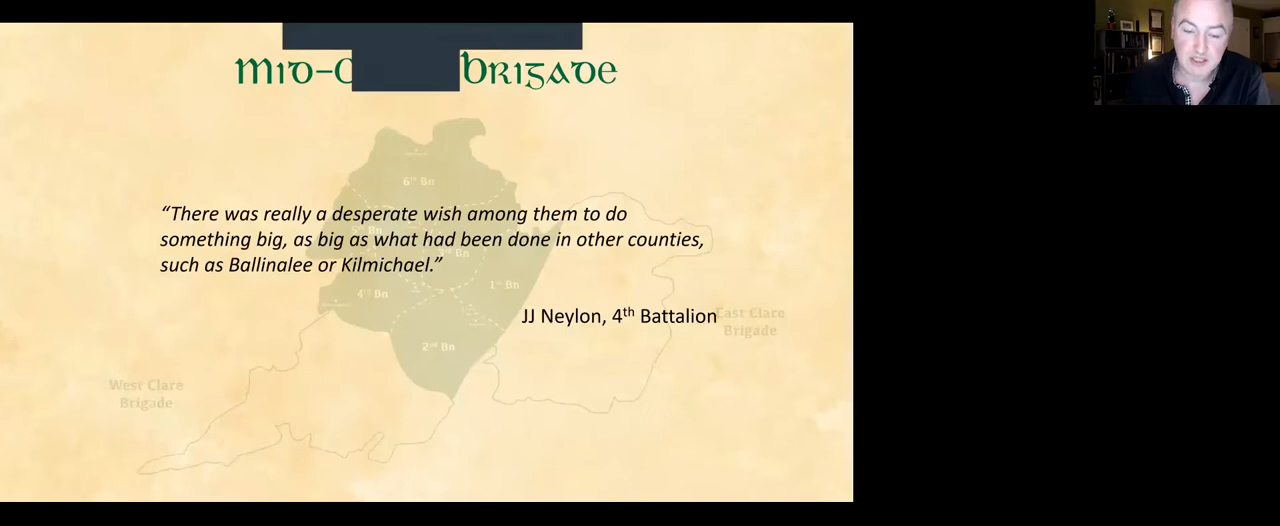 Mid-C Brigade
6th Bn
“There was really a desperate wish among them to do
something big, as big as what had been done in other counties,
such as Ballinalee or Kilmichael.”
4th Bn
1st Bn
JJ Neylon, 4th Battalion
East Clare
Brigade
2nd Bn
West Clare
Brigade